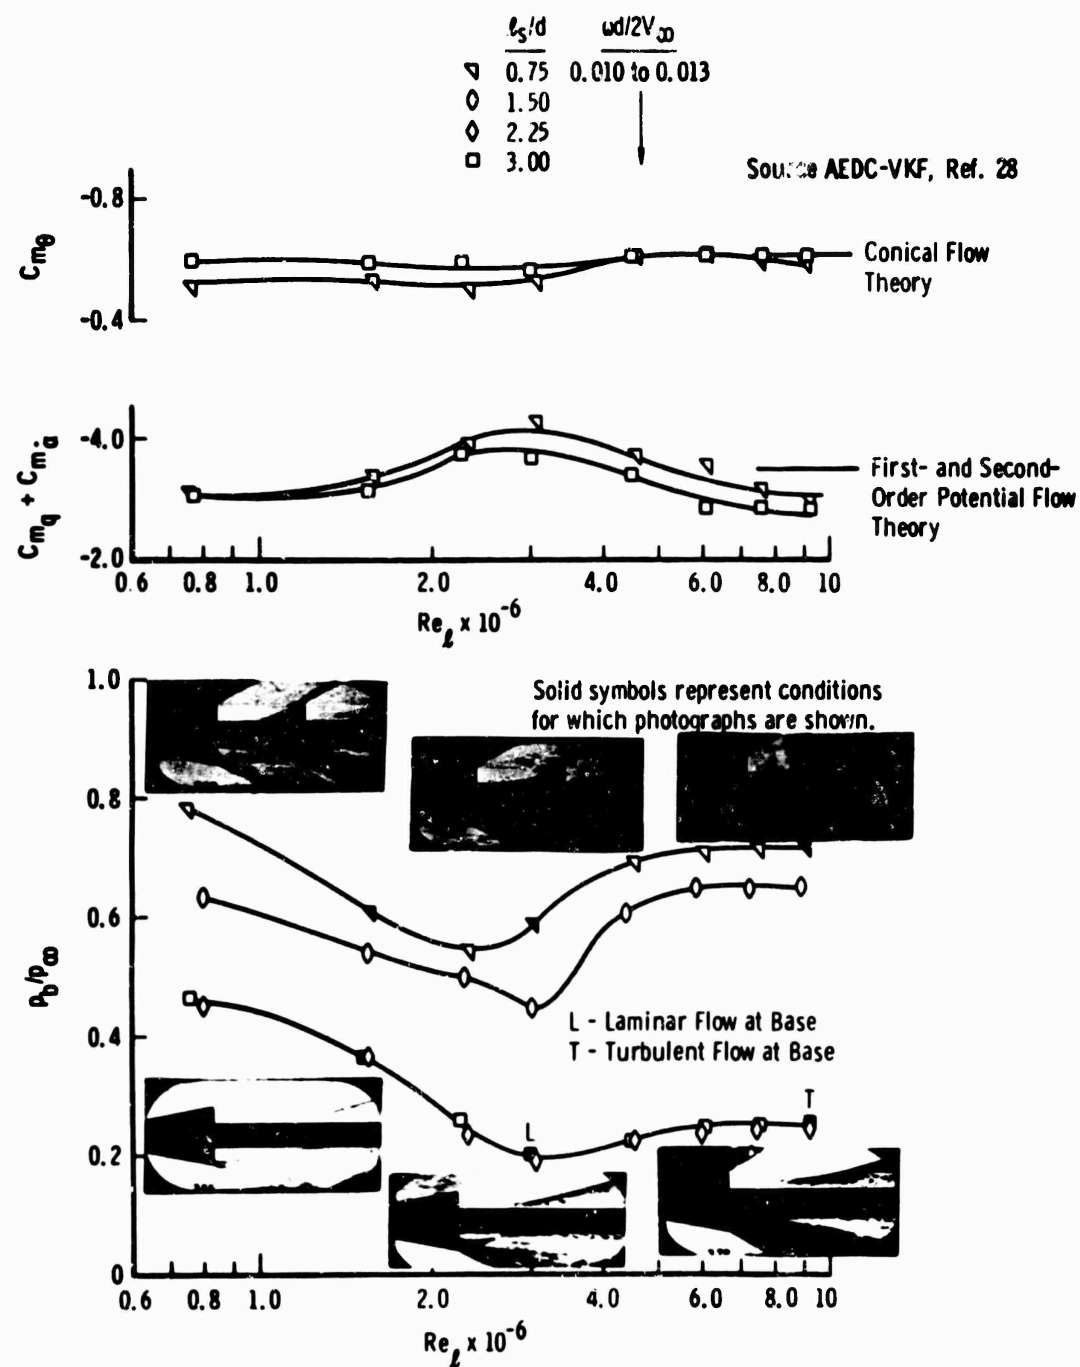 ℓs/d ωd/2V∞
0.75 0.010 to 0.013
1.50
2.25
3.00
AEDC-VKF, Ref. 28
-0.8
Cmθ
-0.4
Conical Flow
Theory
-4.0
Cmq + Cmα̇
-2.0
First- and Second-
Order Potential Flow
Theory
0.6 0.8 1.0 2.0 4.0 6.0 8.0 10
Reℓ x 10-6
1.0
Solid symbols represent conditions
for which photographs are shown.
0.8
0.6
pb/p∞
L - Laminar Flow at Base
T - Turbulent Flow at Base
0.4
T
L
0.2
0
0.6 0.8 1.0 2.0 4.0 6.0 8.0 10
Reℓ x 10-6